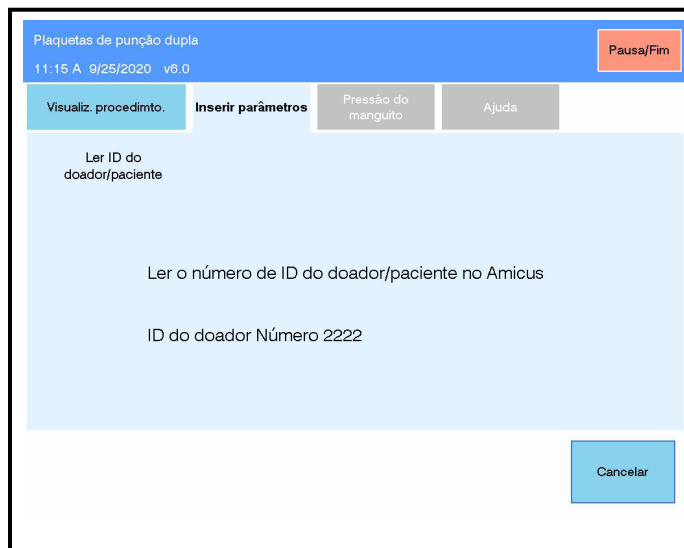 Plaquetas de punção dupla
Pausa/Fim
11:15 A 9/25/2020 v6.0
Visualiz. procedimto.
Inserir parâmetros
Pressão do
manguito
Ajuda
Ler ID do
doador/paciente
Ler o número de ID do doador/paciente no Amicus
ID do doador Número 2222
Cancelar